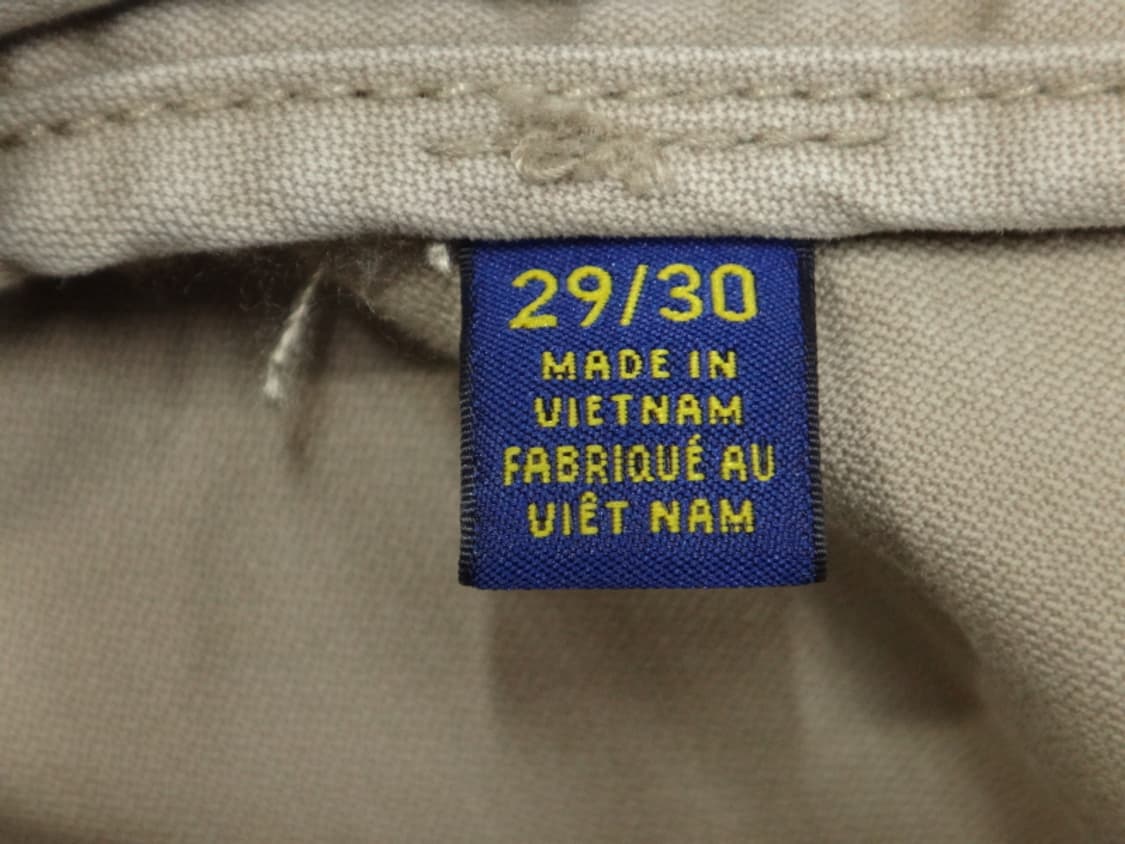 29/30
MADE IN
VIETNAM
FABRIQUÉ AU
VIÊT NAM